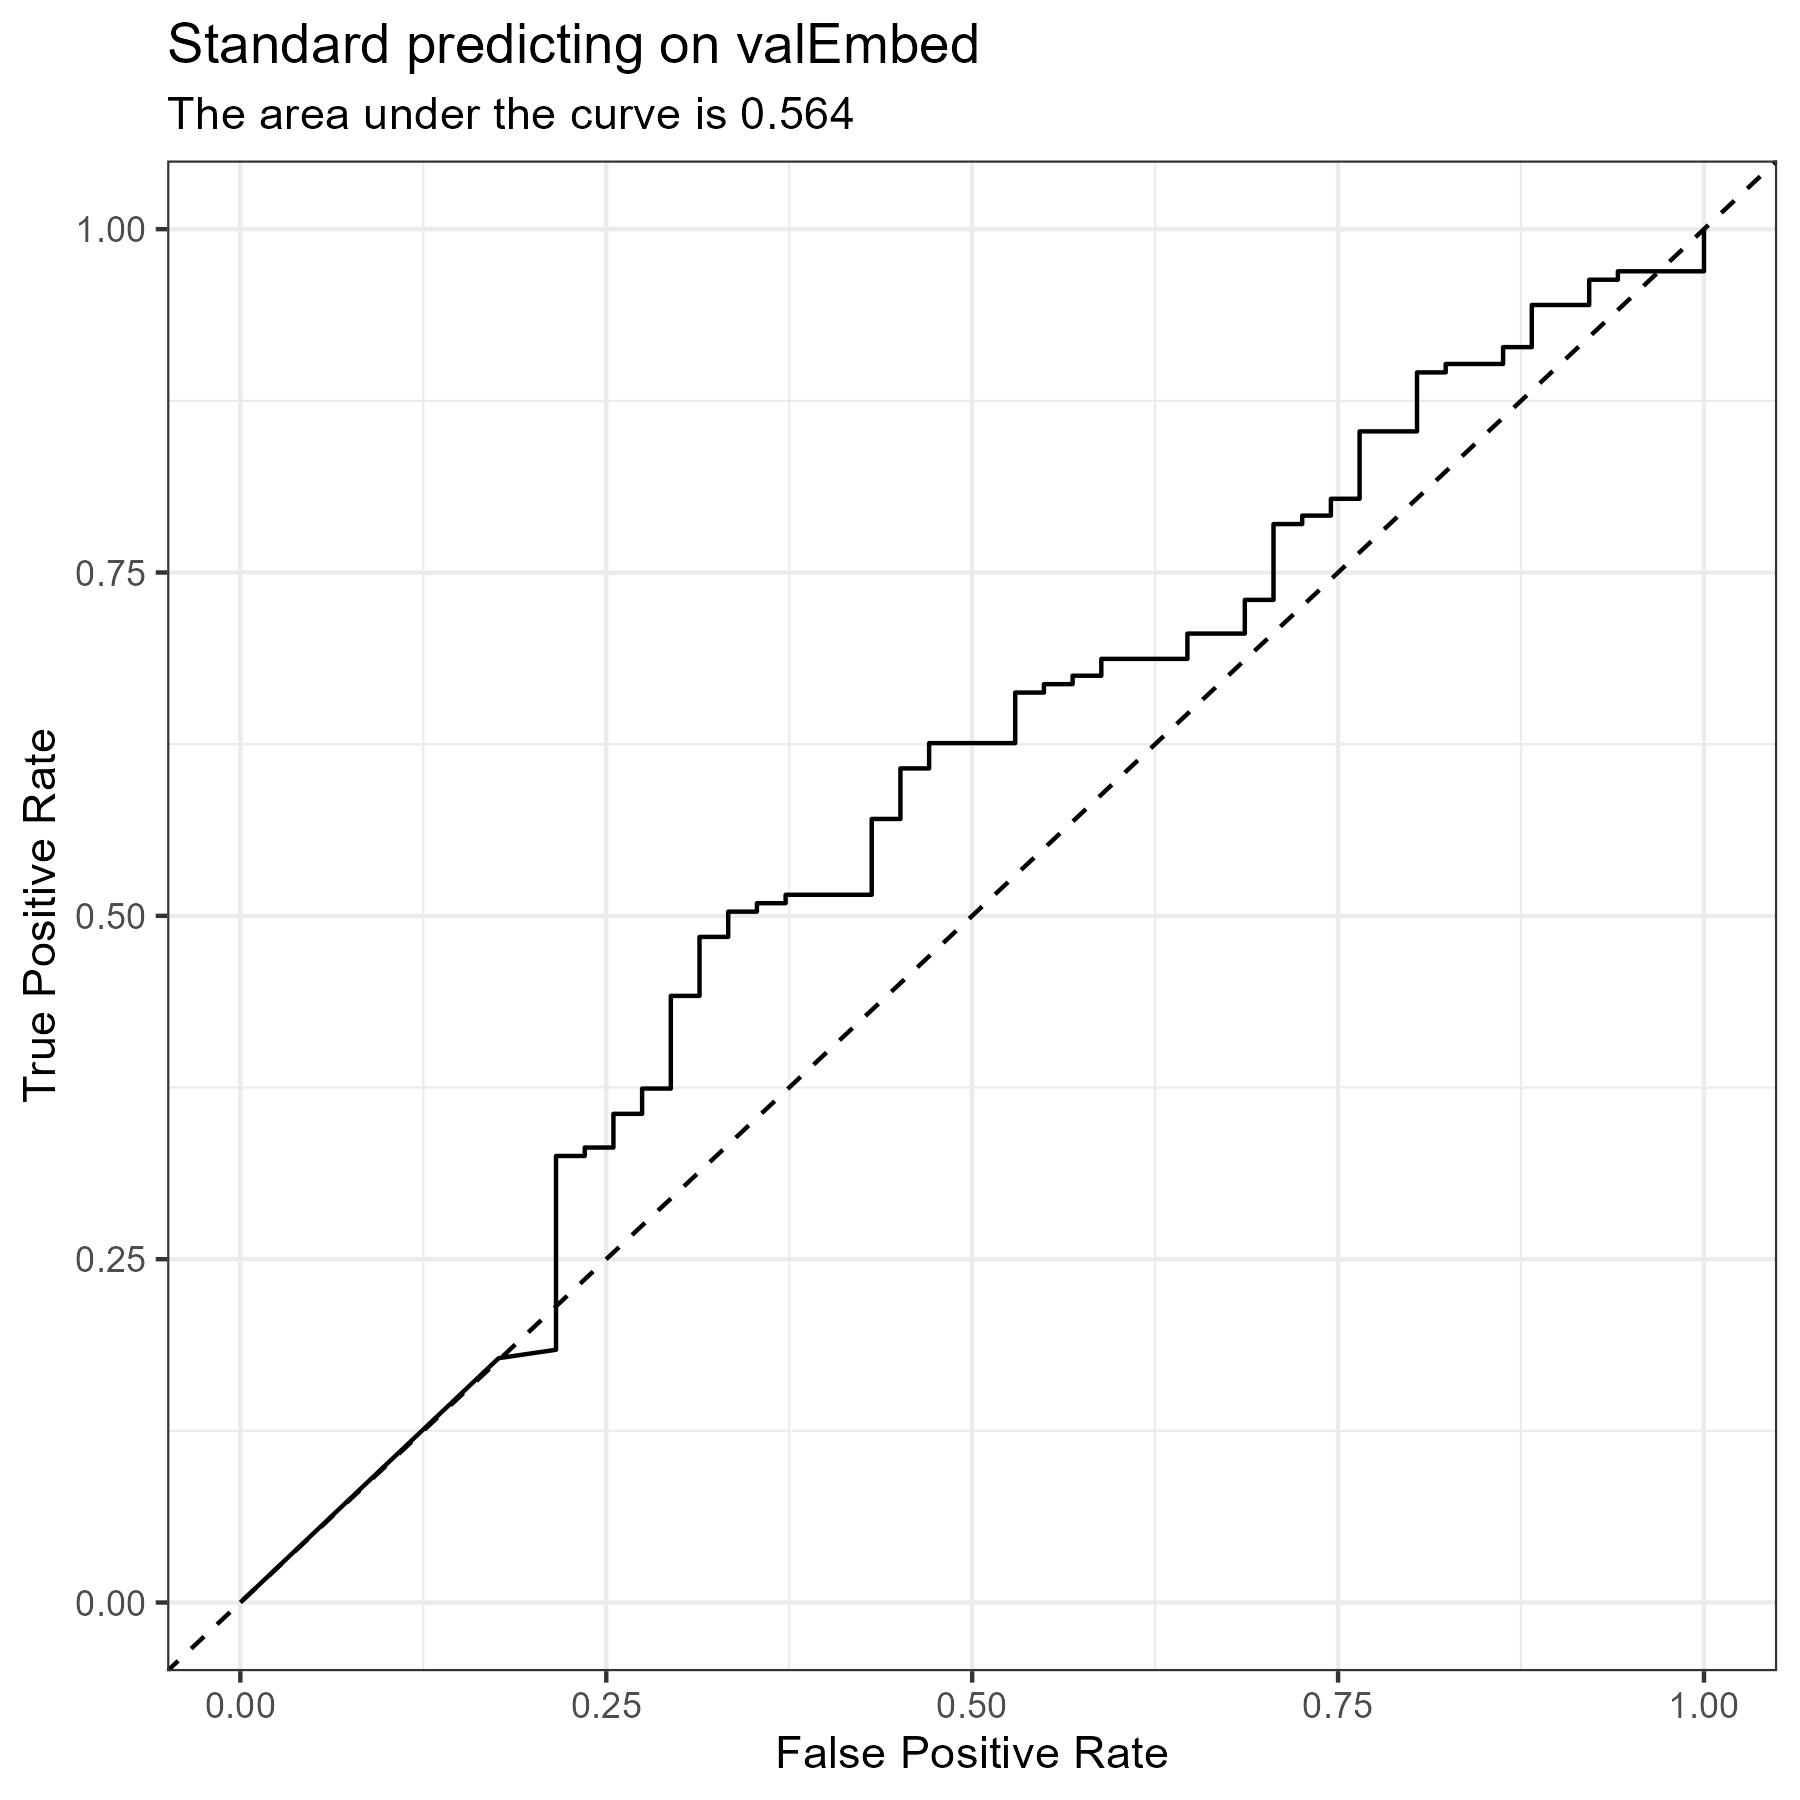 Standard predicting on valEmbed
The area under the curve is 0.564
True Positive Rate
1.00
0.75
0.50
0.25
0.00
0.00 0.25 0.50 0.75 1.00
False Positive Rate